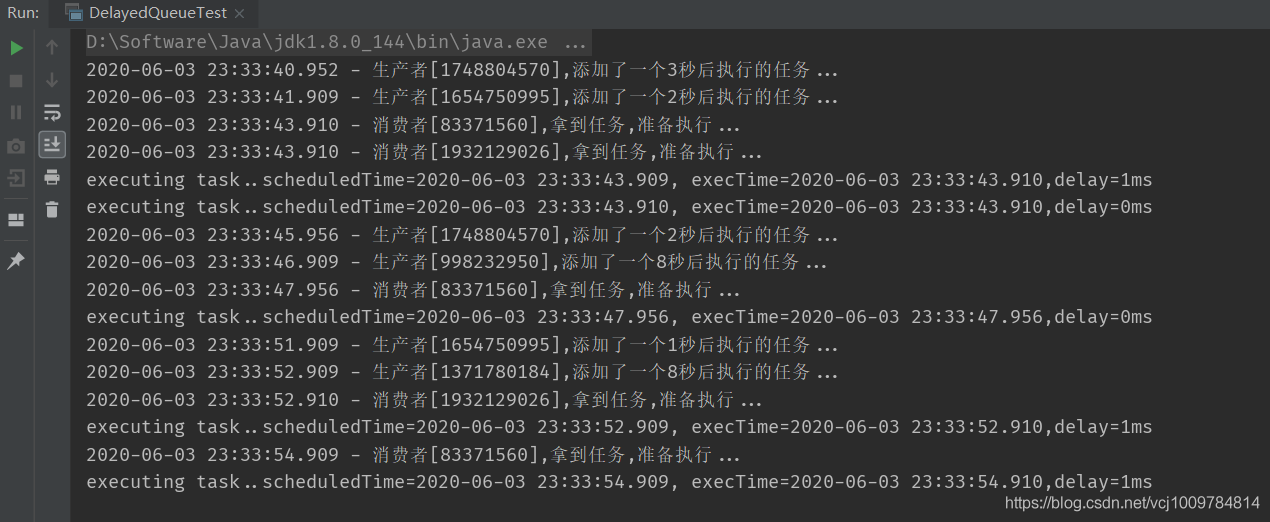 Run: DelayedQueueTest ×
D:\Software\Java\jdk1.8.0_144\bin\java.exe ...
2020-06-03 23:33:40.952 - 生产者[1748804570],添加了一个3秒后执行的任务...
2020-06-03 23:33:41.909 - 生产者[1654750995],添加了一个2秒后执行的任务...
2020-06-03 23:33:43.910 - 消费者[83371560],拿到任务,准备执行...
2020-06-03 23:33:43.910 - 消费者[1932129026],拿到任务,准备执行...
executing task..scheduledTime=2020-06-03 23:33:43.909, execTime=2020-06-03 23:33:43.910,delay=1ms
executing task..scheduledTime=2020-06-03 23:33:43.910, execTime=2020-06-03 23:33:43.910,delay=0ms
2020-06-03 23:33:45.956 - 生产者[1748804570],添加了一个2秒后执行的任务...
2020-06-03 23:33:46.909 - 生产者[998232950],添加了一个8秒后执行的任务...
2020-06-03 23:33:47.956 - 消费者[83371560],拿到任务,准备执行...
executing task..scheduledTime=2020-06-03 23:33:47.956, execTime=2020-06-03 23:33:47.956,delay=0ms
2020-06-03 23:33:51.909 - 生产者[1654750995],添加了一个1秒后执行的任务...
2020-06-03 23:33:52.909 - 生产者[1371780184],添加了一个8秒后执行的任务...
2020-06-03 23:33:52.910 - 消费者[1932129026],拿到任务,准备执行...
executing task..scheduledTime=2020-06-03 23:33:52.909, execTime=2020-06-03 23:33:52.910,delay=1ms
2020-06-03 23:33:54.909 - 消费者[83371560],拿到任务,准备执行...
executing task..scheduledTime=2020-06-03 23:33:54.909, execTime=2020-06-03 23:33:54.910,delay=1ms
https://blog.csdn.net/vcj1009784814